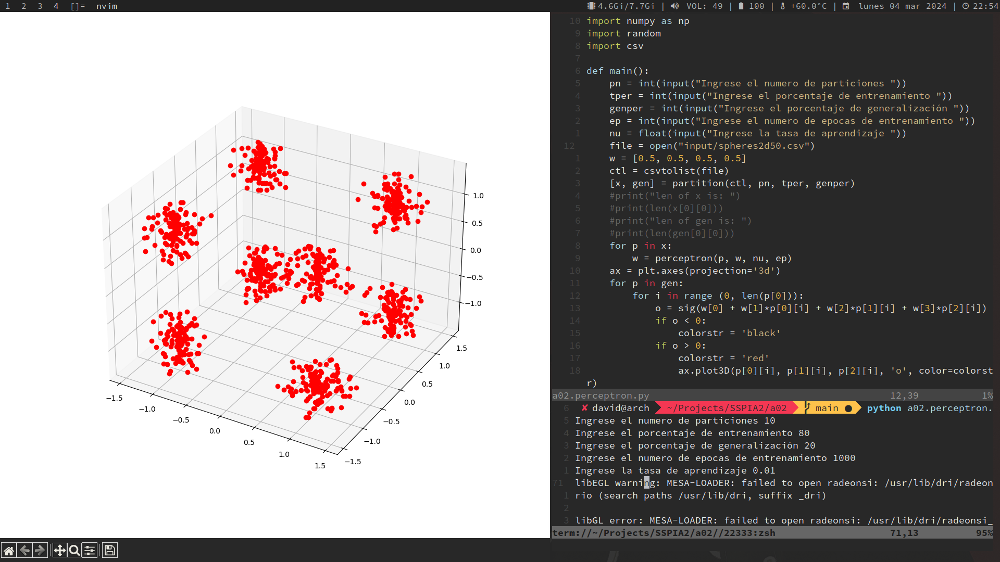 1 2 3 4 []= nvim 4.6Gi/7.7Gi | VOL: 49 | 100 | +60.0°C | lunes 04 mar 2024 | 22:54
1.0
0.5
0.0
−0.5
−1.0
1.5
1.0
0.5
0.0
−0.5
−1.0
−1.5
−1.5
−1.0
−0.5
0.0
0.5
1.0
1.5
10 import numpy as np
9 import random
8 import csv
7
6 def main():
5 pn = int(input("Ingrese el numero de particiones "))
4 tper = int(input("Ingrese el porcentaje de entrenamiento "))
3 genper = int(input("Ingrese el porcentaje de generalización "))
2 ep = int(input("Ingrese el numero de epocas de entrenamiento "))
1 nu = float(input("Ingrese la tasa de aprendizaje "))
12 file = open("input/spheres2d50.csv")
1 w = [0.5, 0.5, 0.5, 0.5]
2 ctl = csvtolist(file)
3 [x, gen] = partition(ctl, pn, tper, genper)
4 #print("len of x is: ")
5 #print(len(x[0][0]))
6 #print("len of gen is: ")
7 #print(len(gen[0][0]))
8 for p in x:
9 w = perceptron(p, w, nu, ep)
10 ax = plt.axes(projection='3d')
11 for p in gen:
12 for i in range (0, len(p[0])):
13 o = sig(w[0] + w[1]*p[0][i] + w[2]*p[1][i] + w[3]*p[2][i])
14 if o < 0:
15 colorstr = 'black'
16 if o > 0:
17 colorstr = 'red'
18 ax.plot3D(p[0][i], p[1][i], p[2][i], 'o', color=colorst
r)
a02.perceptron.py 12,39 1%
6 ✘ david@arch ~/Projects/SSPIA2/a02 main ● python a02.perceptron.
5 Ingrese el numero de particiones 10
4 Ingrese el porcentaje de entrenamiento 80
3 Ingrese el porcentaje de generalización 20
2 Ingrese el numero de epocas de entrenamiento 1000
1 Ingrese la tasa de aprendizaje 0.01
71 libEGL warning: MESA-LOADER: failed to open radeonsi: /usr/lib/dri/radeon
1 rio (search paths /usr/lib/dri, suffix _dri)
2
3 libGL error: MESA-LOADER: failed to open radeonsi: /usr/lib/dri/radeonsi_
term://~/Projects/SSPIA2/a02//22333:zsh 71,13 95%